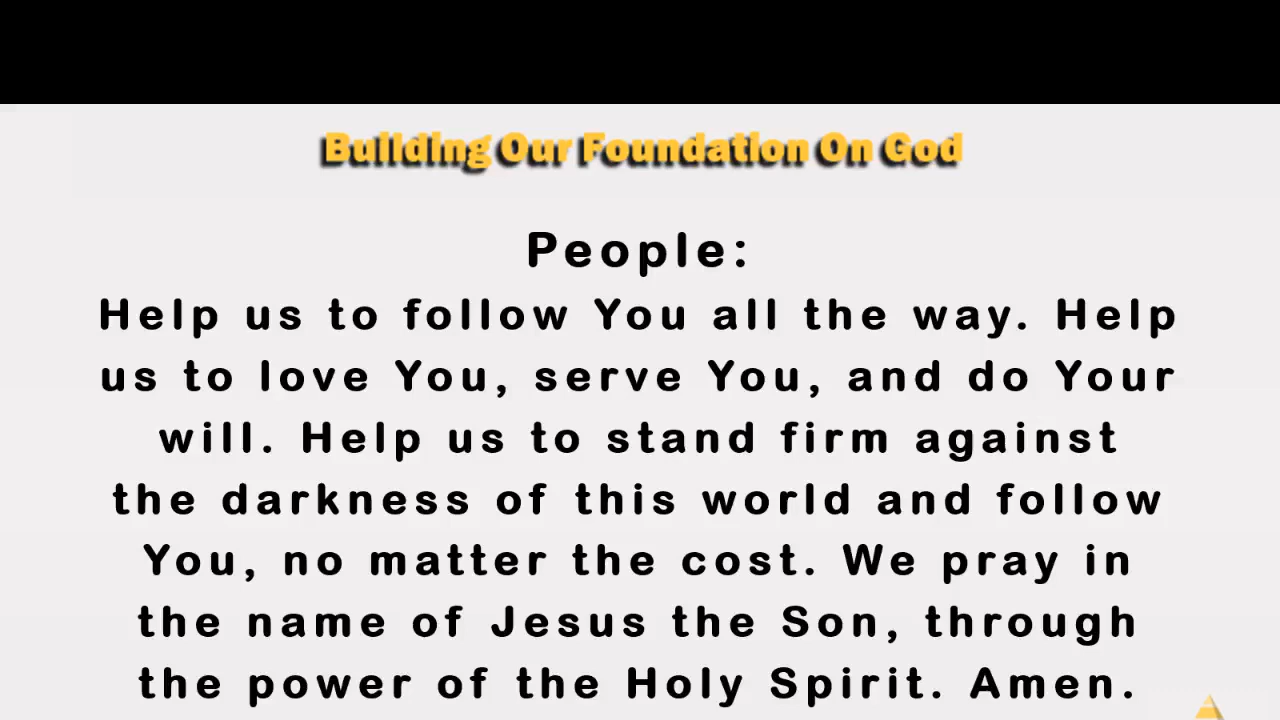 Building Our Foundation On God
People:
Help us to follow You all the way. Help
us to love You, serve You, and do Your
will. Help us to stand firm against
the darkness of this world and follow
You, no matter the cost. We pray in
the name of Jesus the Son, through
the power of the Holy Spirit. Amen.